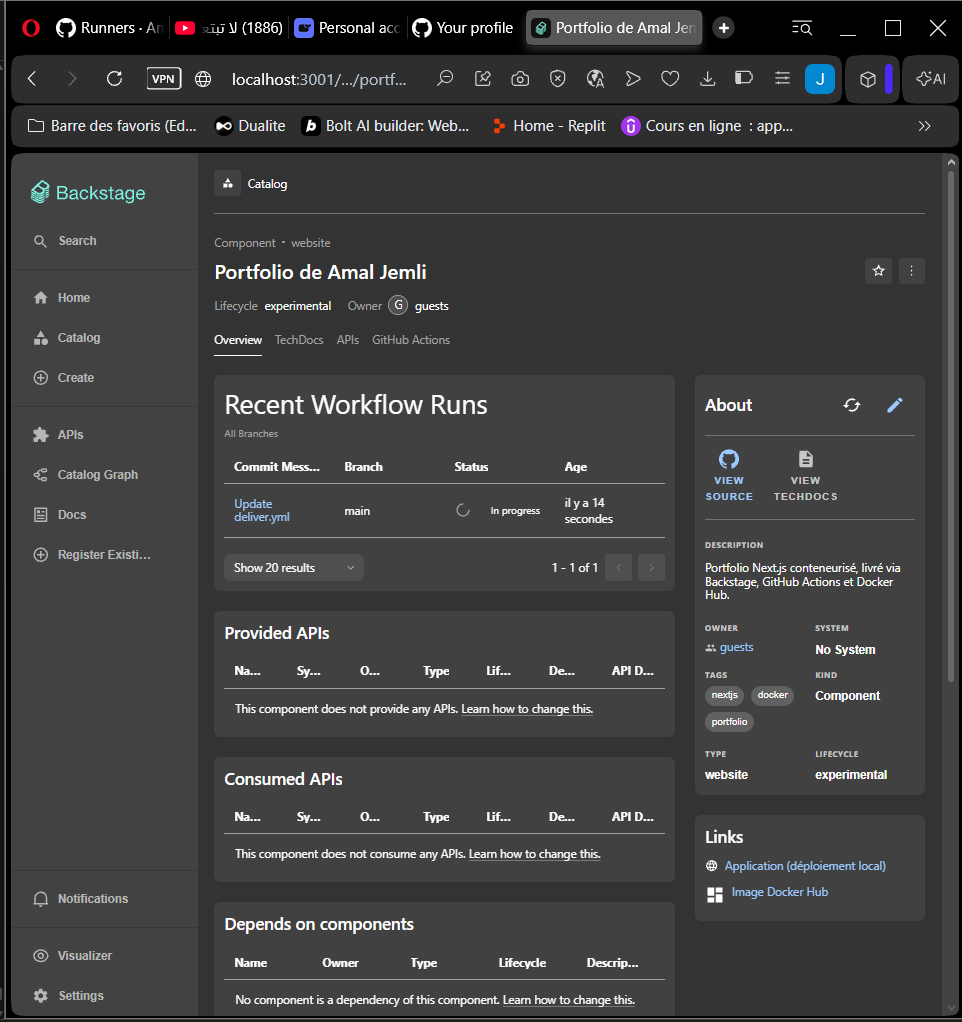 Runners · An
(1886) لا تبتع
Personal acc
Your profile
Portfolio de Amal Jem
VPN
localhost:3001/.../portf...
J
AI
Barre des favoris (Ed...
Dualite
Bolt AI builder: Web...
Home - Replit
Cours en ligne : app...
Backstage
Search
Home
Catalog
Create
APIs
Catalog Graph
Docs
Register Existi...
Notifications
Visualizer
Settings
Catalog
Component • website
Portfolio de Amal Jemli
Lifecycle experimental Owner G guests
Overview TechDocs APIs GitHub Actions
Recent Workflow Runs
All Branches
Commit Mess... Branch Status Age
Update deliver.yml main In progress il y a 14 secondes
Show 20 results 1 - 1 of 1
Provided APIs
Na... Sy... O... Type Lif... De... API D...
This component does not provide any APIs. Learn how to change this.
Consumed APIs
Na... Sy... O... Type Lif... De... API D...
This component does not consume any APIs. Learn how to change this.
Depends on components
Name Owner Type Lifecycle Descrip...
No component is a dependency of this component. Learn how to change this.
About
VIEW SOURCE
VIEW TECHDOCS
DESCRIPTION
Portfolio Next.js conteneurisé, livré via
Backstage, GitHub Actions et Docker
Hub.
OWNER
guests
SYSTEM
No System
TAGS
nextjs docker
portfolio
KIND
Component
TYPE
website
LIFECYCLE
experimental
Links
Application (déploiement local)
Image Docker Hub